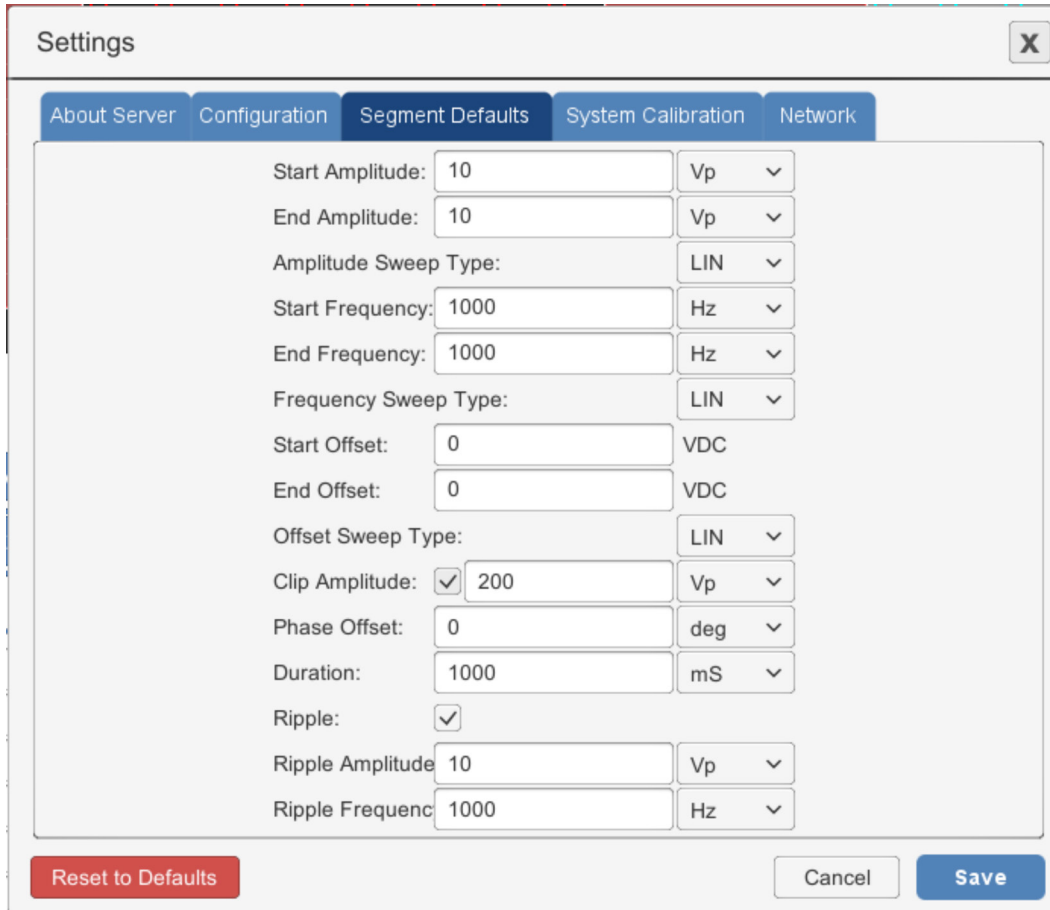 Settings
X
About Server Configuration Segment Defaults System Calibration Network
Start Amplitude: 10 Vp
End Amplitude: 10 Vp
Amplitude Sweep Type: LIN
Start Frequency: 1000 Hz
End Frequency: 1000 Hz
Frequency Sweep Type: LIN
Start Offset: 0 VDC
End Offset: 0 VDC
Offset Sweep Type: LIN
Clip Amplitude: 200 Vp
Phase Offset: 0 deg
Duration: 1000 mS
Ripple:
Ripple Amplitude 10 Vp
Ripple Frequenc 1000 Hz
Reset to Defaults Cancel Save